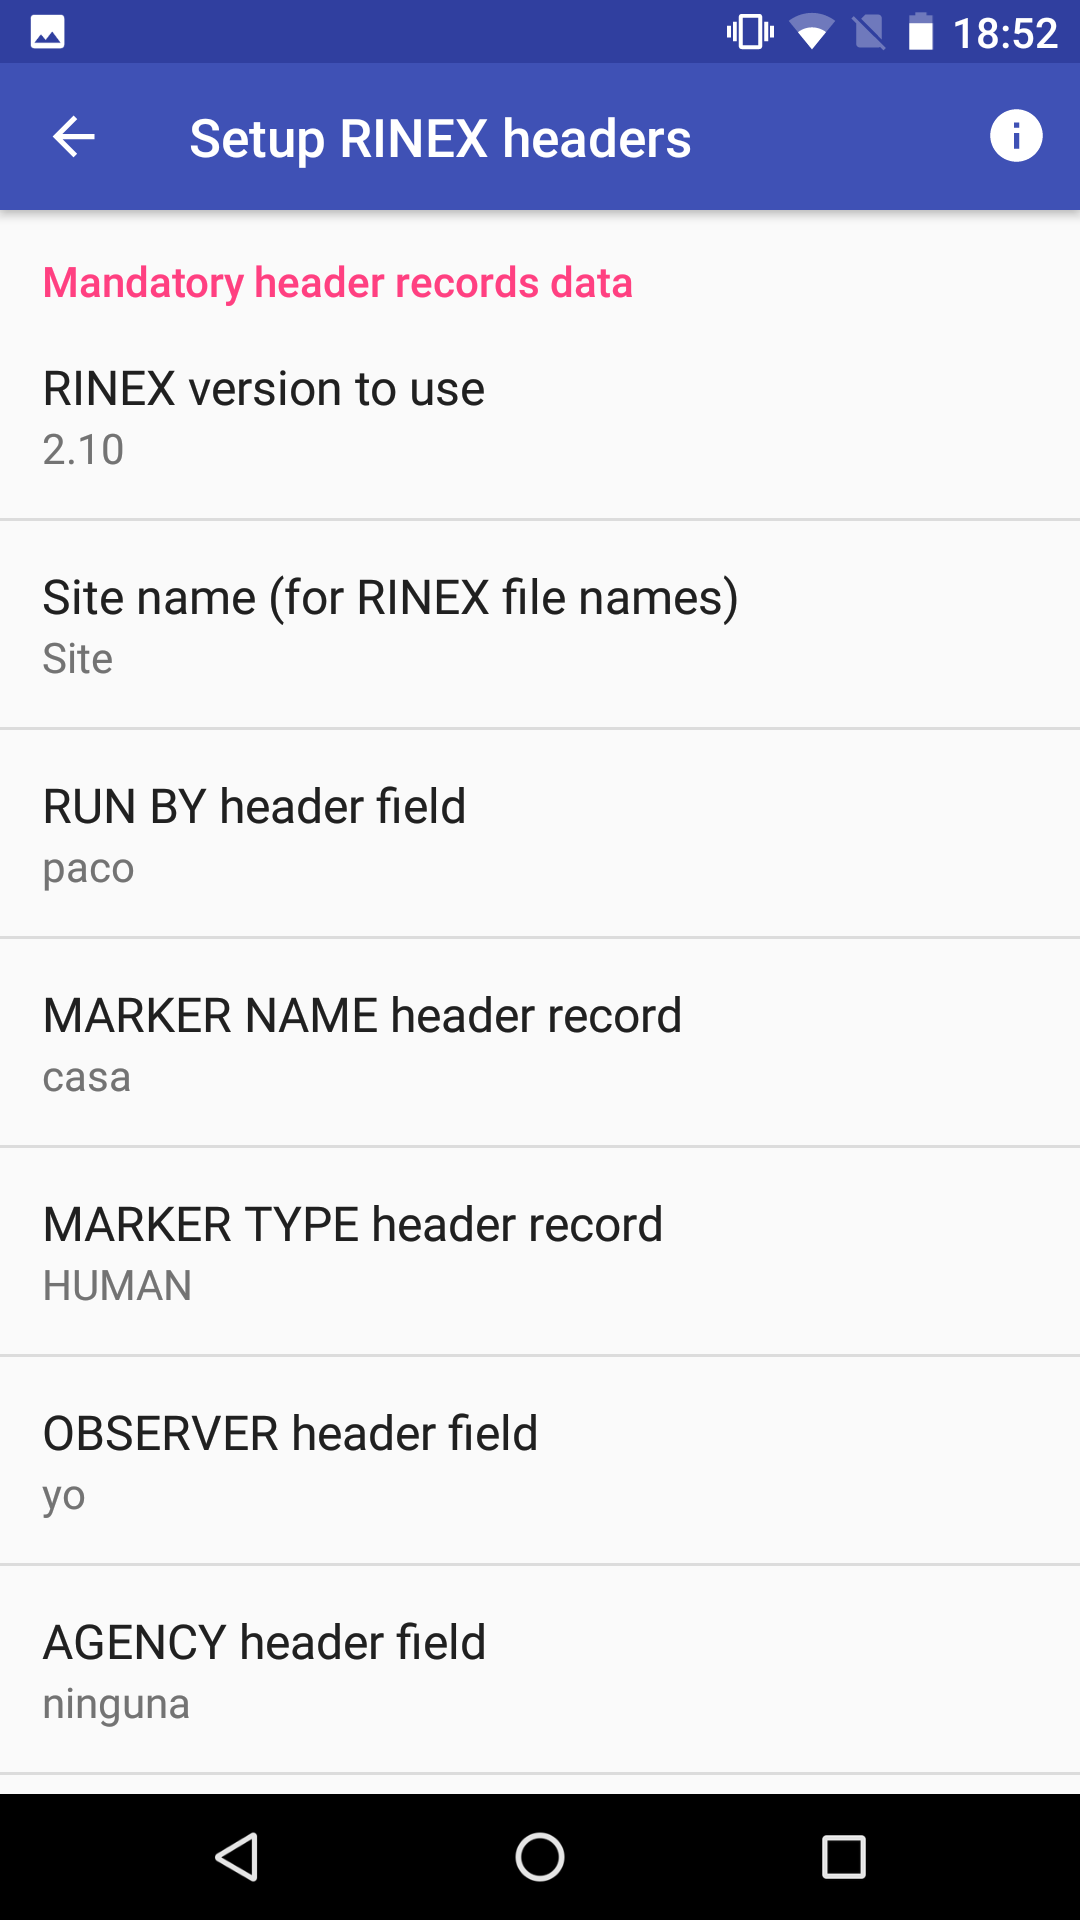 18:52
Setup RINEX headers
Mandatory header records data
RINEX version to use
2.10
Site name (for RINEX file names)
Site
RUN BY header field
paco
MARKER NAME header record
casa
MARKER TYPE header record
HUMAN
OBSERVER header field
yo
AGENCY header field
ninguna